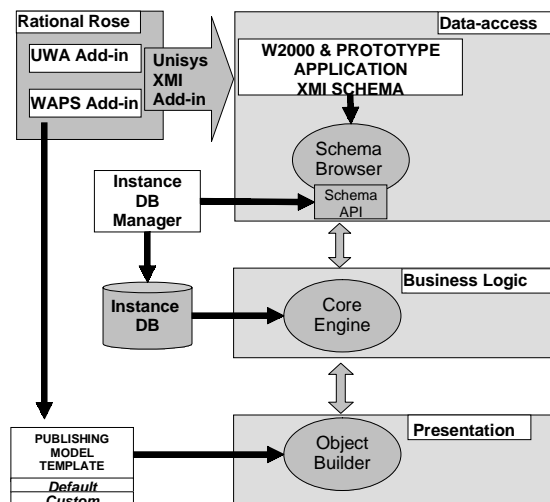 Rational Rose
UWA Add-in
WAPS Add-in
Unisys
XMI
Add-in
Data-access
W2000 & PROTOTYPE
APPLICATION
XMI SCHEMA
Schema
Browser
Schema
API
Instance
DB
Manager
Business Logic
Instance
DB
Core
Engine
Presentation
PUBLISHING
MODEL
TEMPLATE
Default
Custom
Object
Builder